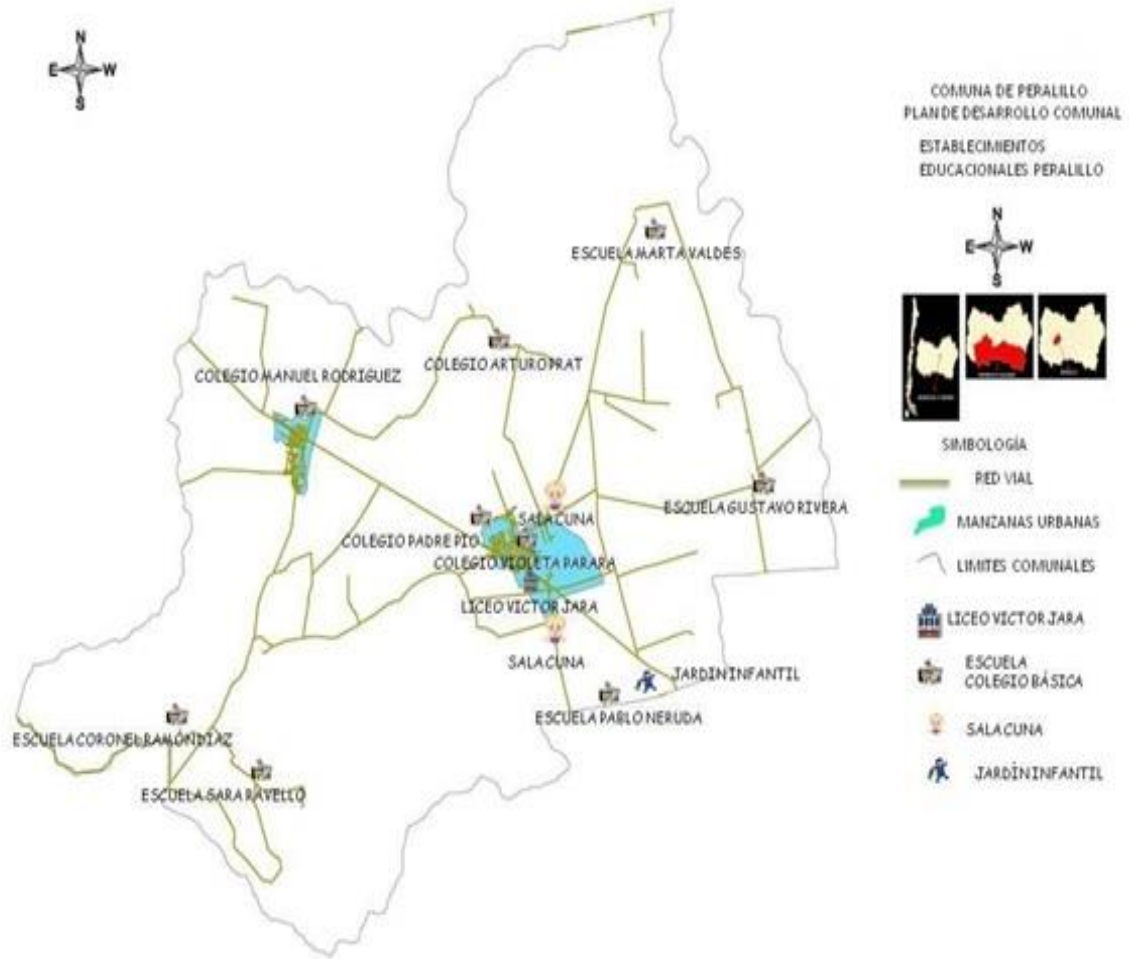 N
E W
S
COMUNA DE PERALILLO
PLAN DE DESARROLLO COMUNAL
ESTABLECIMIENTOS
EDUCACIONALES PERALILLO
N
E W
S
SIMBOLOGÍA
RED VIAL
MANZANAS URBANAS
LIMITES COMUNALES
LICEO VICTOR JARA
ESCUELA
COLEGIO BÁSICA
SALA CUNA
JARDÍN INFANTIL
ESCUELA MARTA VALDES
COLEGIO ARTURO PRAT
COLEGIO MANUEL RODRIGUEZ
ESCUELA GUSTAVO RIVERA
SALA CUNA
COLEGIO PADRE PIO
COLEGIO VIOLETA PARARA
LICEO VICTOR JARA
SALA CUNA
JARDIN INFANTIL
ESCUELA PABLO NERUDA
ESCUELA CORONEL RAMÓN DIAZ
ESCUELA SARA RAVELLO